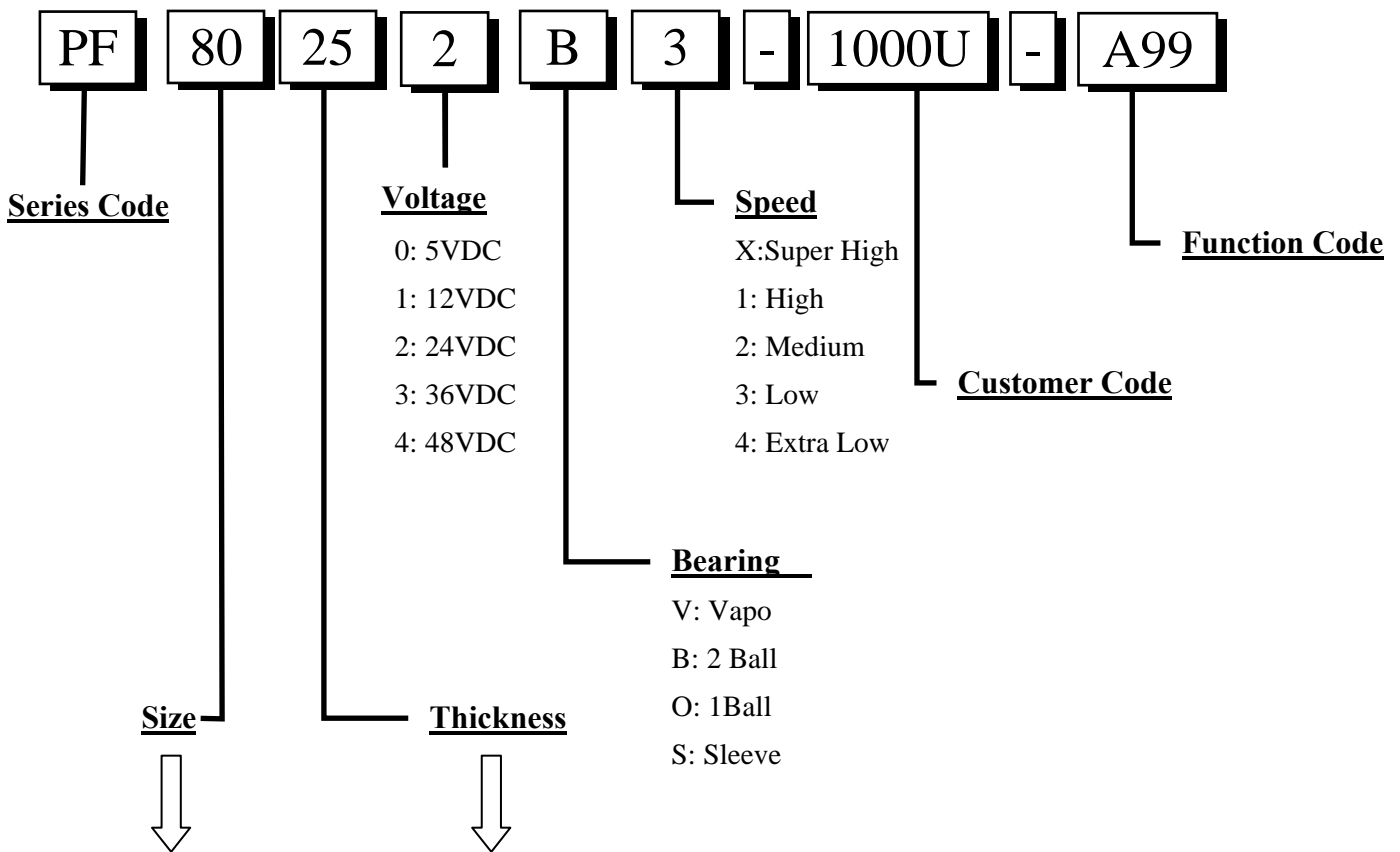 PF 80 25 2 B 3 - 1000U - A99
Series Code
Voltage
0: 5VDC
1: 12VDC
2: 24VDC
3: 36VDC
4: 48VDC
Speed
X:Super High
1: High
2: Medium
3: Low
4: Extra Low
Function Code
Customer Code
Bearing
V: Vapo
B: 2 Ball
O: 1Ball
S: Sleeve
Size
Thickness